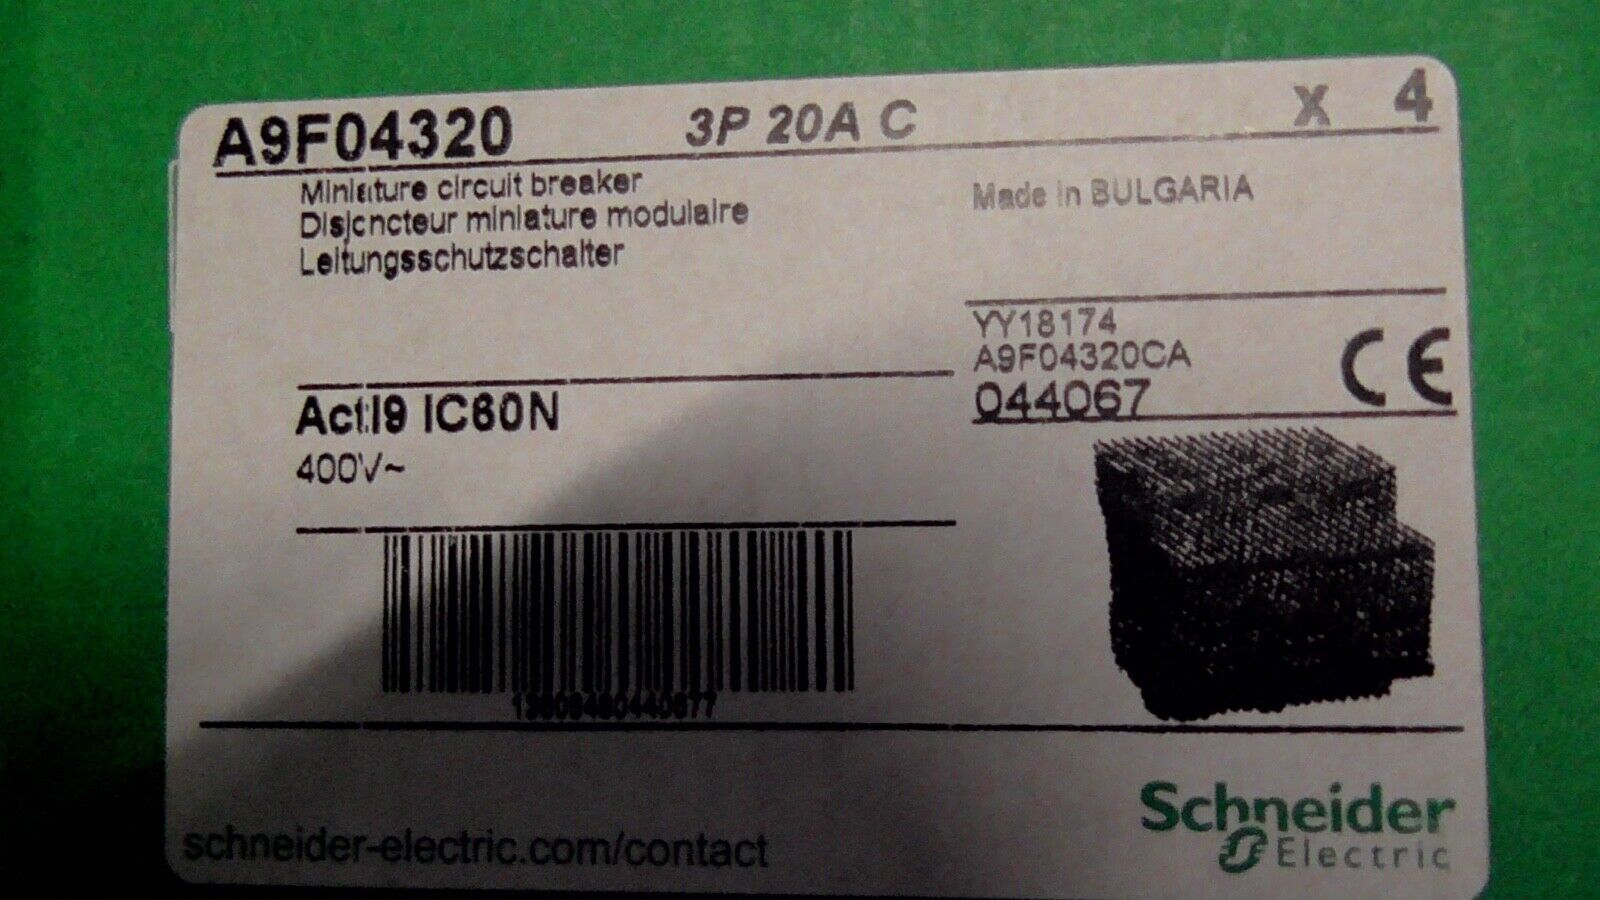 A9F04320 3P 20A C X 4
Miniature circuit breaker
Disjoncteur miniature modulaire
Leitungsschutzschalter
Made in BULGARIA
YY18174
A9F04320CA
044067
CE
Acti9 IC60N
400V~
schneider-electric.com/contact
Schneider
Electric